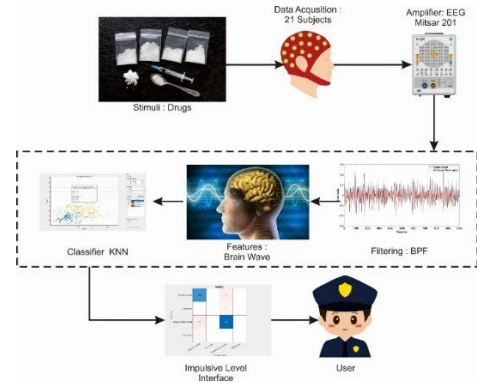 Data Acqusition :
21 Subjects
Amplifier: EEG
Mitsar 201
Stimuli : Drugs
Classifier KNN
Features :
Brain Wave
Filtering : BPF
Impulsive Level
Interface
User